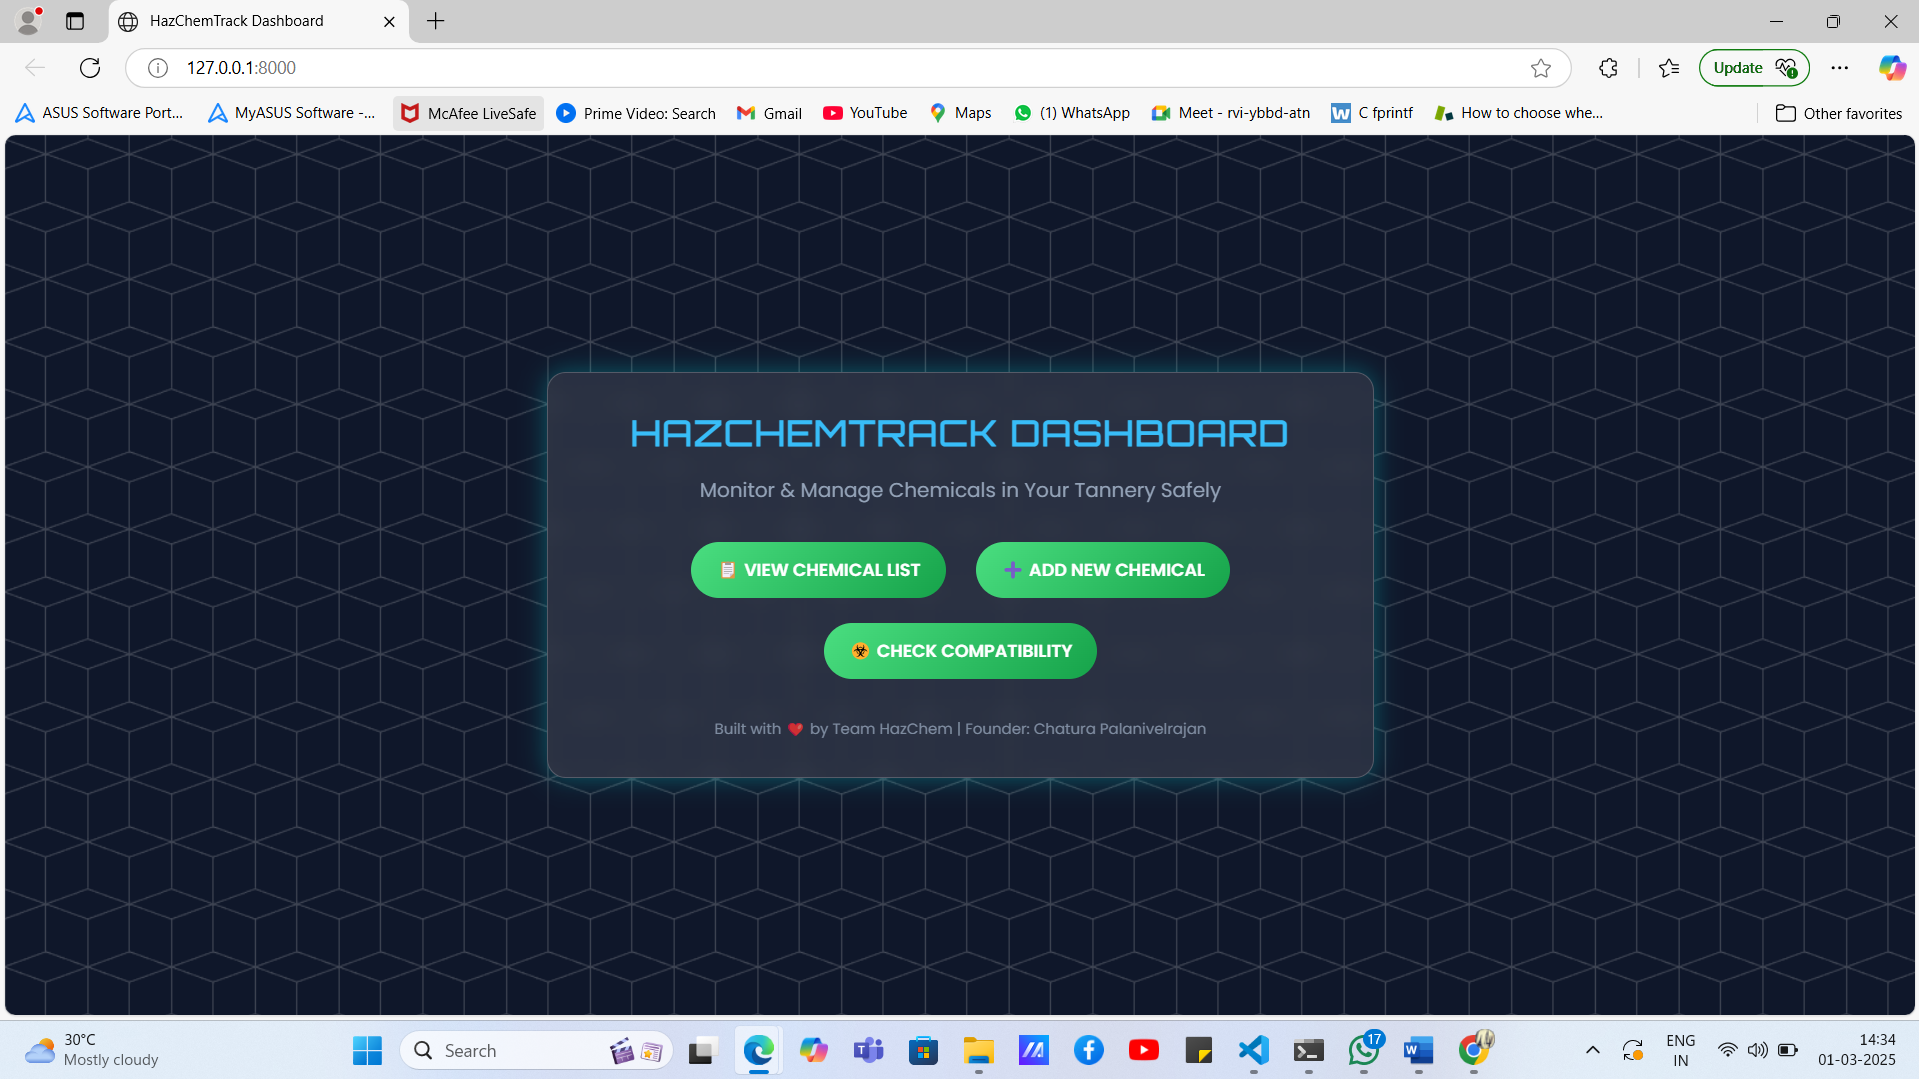 HazChemTrack Dashboard
127.0.0.1:8000
Update
ASUS Software Port...
MyASUS Software -...
McAfee LiveSafe
Prime Video: Search
Gmail
YouTube
Maps
(1) WhatsApp
Meet - rvi-ybbd-atn
C fprintf
How to choose whe...
Other favorites
HAZCHEMTRACK DASHBOARD
Monitor & Manage Chemicals in Your Tannery Safely
VIEW CHEMICAL LIST
ADD NEW CHEMICAL
CHECK COMPATIBILITY
Built with ❤️ by Team HazChem | Founder: Chatura Palanivelrajan
30°C
Mostly cloudy
Search
17
ENG
IN
14:34
01-03-2025